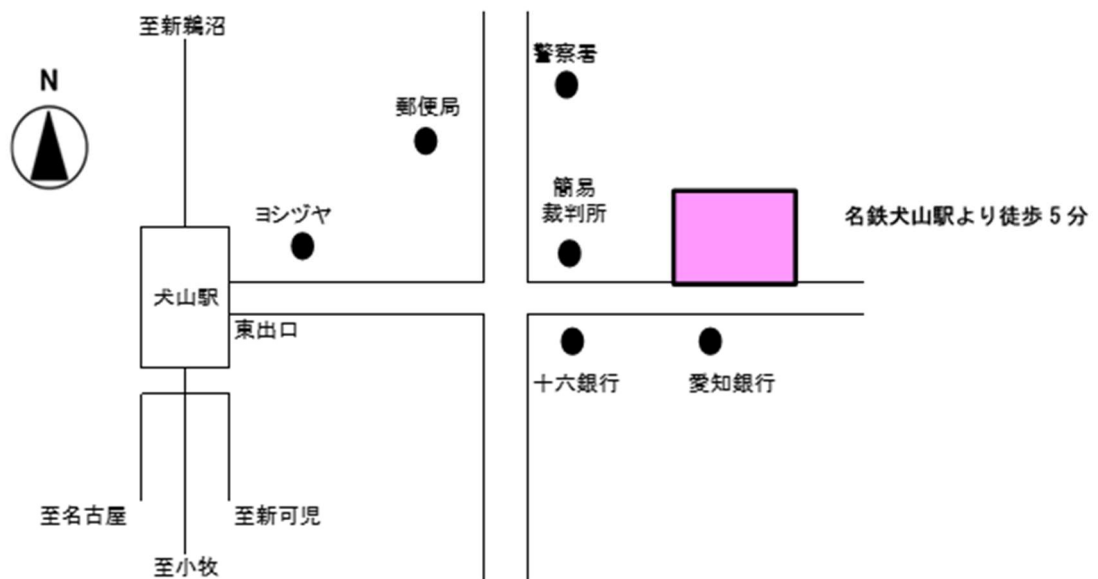 至新鵜沼
N
警察署
郵便局
簡易
裁判所
ヨシヅヤ
名鉄犬山駅より徒歩5分
犬山駅
東出口
十六銀行
愛知銀行
至名古屋
至新可児
至小牧